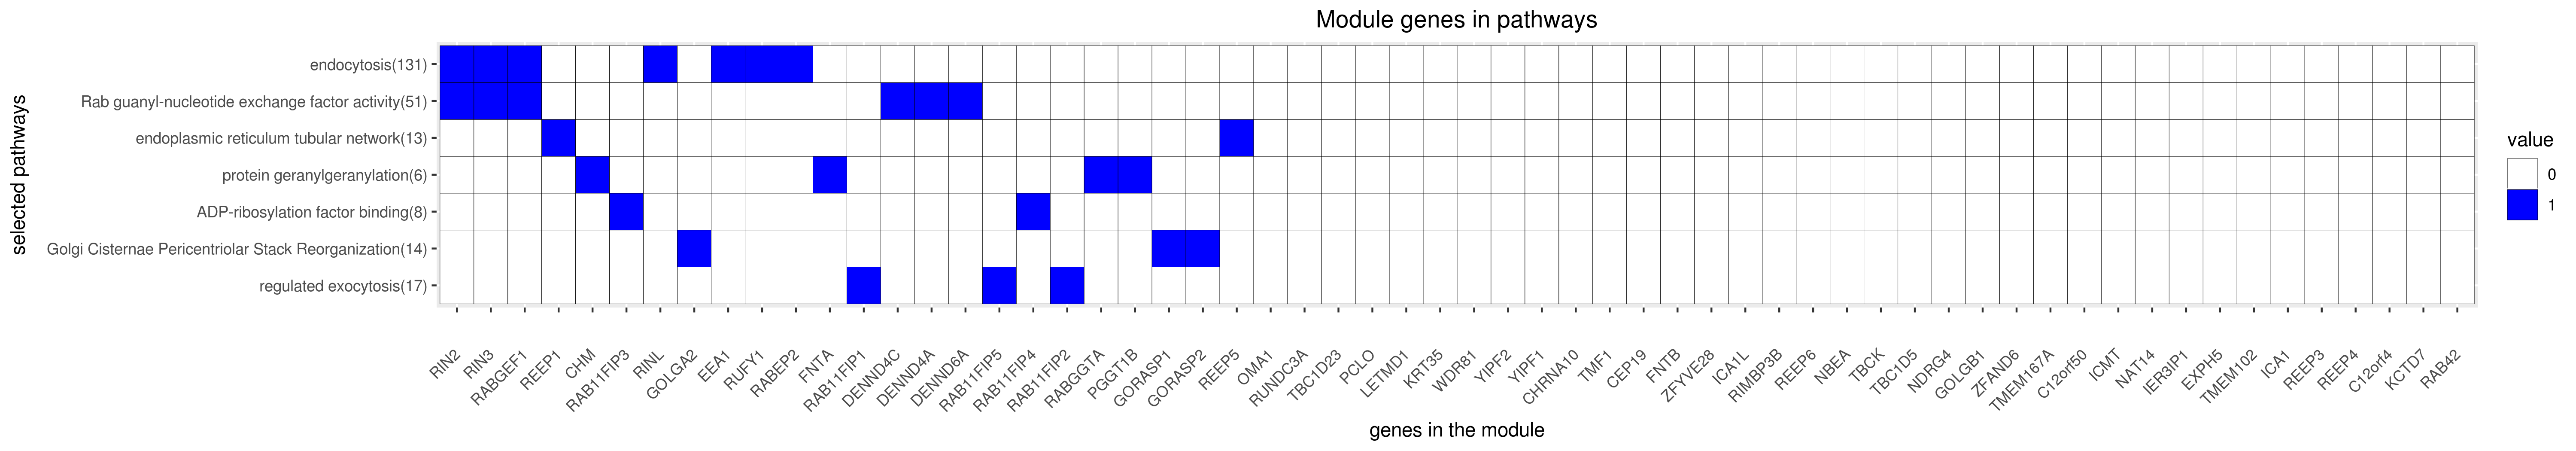 Module genes in pathways
selected pathways
endocytosis(131)
Rab guanyl-nucleotide exchange factor activity(51)
endoplasmic reticulum tubular network(13)
protein geranylgeranylation(6)
ADP-ribosylation factor binding(8)
Golgi Cisternae Pericentriolar Stack Reorganization(14)
regulated exocytosis(17)
value
0
1
RIN2
RIN3
RABGEF1
REEP1
CHM
RAB11FIP3
RINL
GOLGA2
EEA1
RUFY1
RABEP2
FNTA
RAB11FIP1
DENND4C
DENND4A
DENND6A
RAB11FIP5
RAB11FIP4
RAB11FIP2
RABGGTA
PGGT1B
GORASP1
GORASP2
REEP5
OMA1
RUNDC3A
TBC1D23
PCLO
LETMD1
KRT35
WDR81
YIPF2
YIPF1
CHRNA10
TMF1
CEP19
FNTB
ZFYVE28
ICA1L
RIMBP3B
REEP6
NBEA
TBCK
TBC1D5
NDRG4
GOLGB1
ZFAND6
TMEM167A
C12orf50
ICMT
NAT14
IER3IP1
EXPH5
TMEM102
ICA1
REEP3
REEP4
C12orf4
KCTD7
RAB42
genes in the module